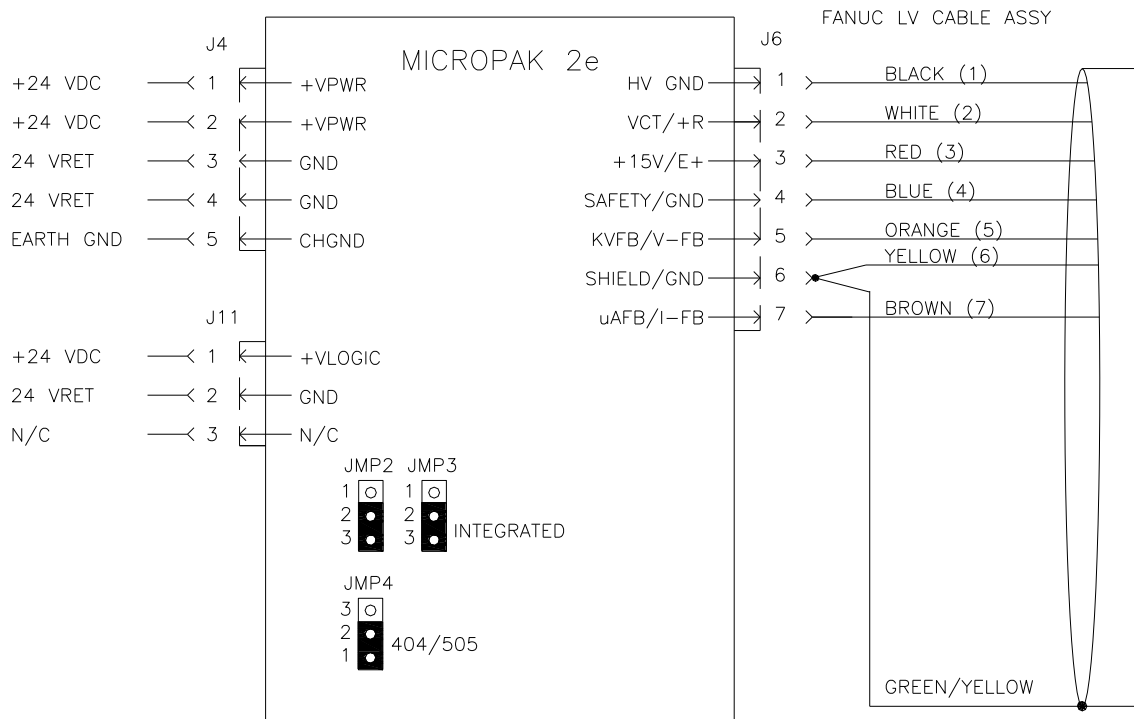 FANUC LV CABLE ASSY
J4
MICROPAK 2e
J6
+24 VDC 1 +VPWR HV GND 1 BLACK (1)
+24 VDC 2 +VPWR VCT/+R 2 WHITE (2)
24 VRET 3 GND +15V/E+ 3 RED (3)
24 VRET 4 GND SAFETY/GND 4 BLUE (4)
EARTH GND 5 CHGND KVFB/V-FB 5 ORANGE (5)
SHIELD/GND 6 YELLOW (6)
J11 uAFB/I-FB 7 BROWN (7)
+24 VDC 1 +VLOGIC
24 VRET 2 GND
N/C 3 N/C
JMP2 JMP3
1 1
2 2
3 3 INTEGRATED
JMP4
3
2
1 404/505
GREEN/YELLOW